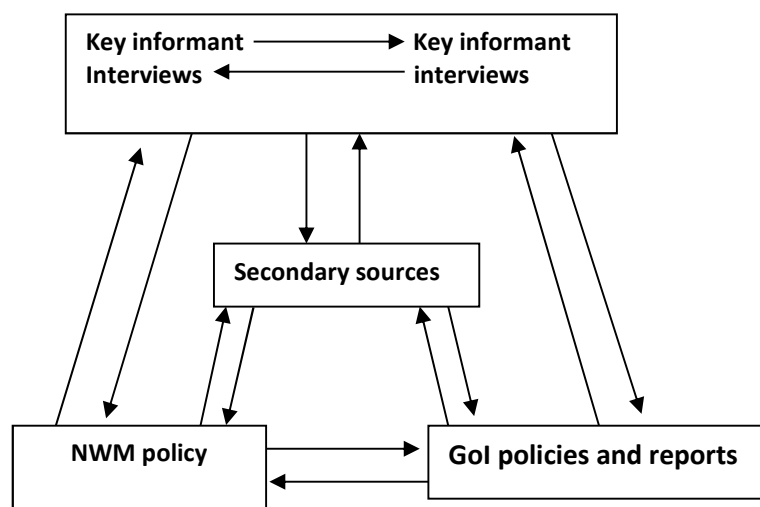 Key informant Key informant
Interviews interviews
Secondary sources
NWM policy GoI policies and reports